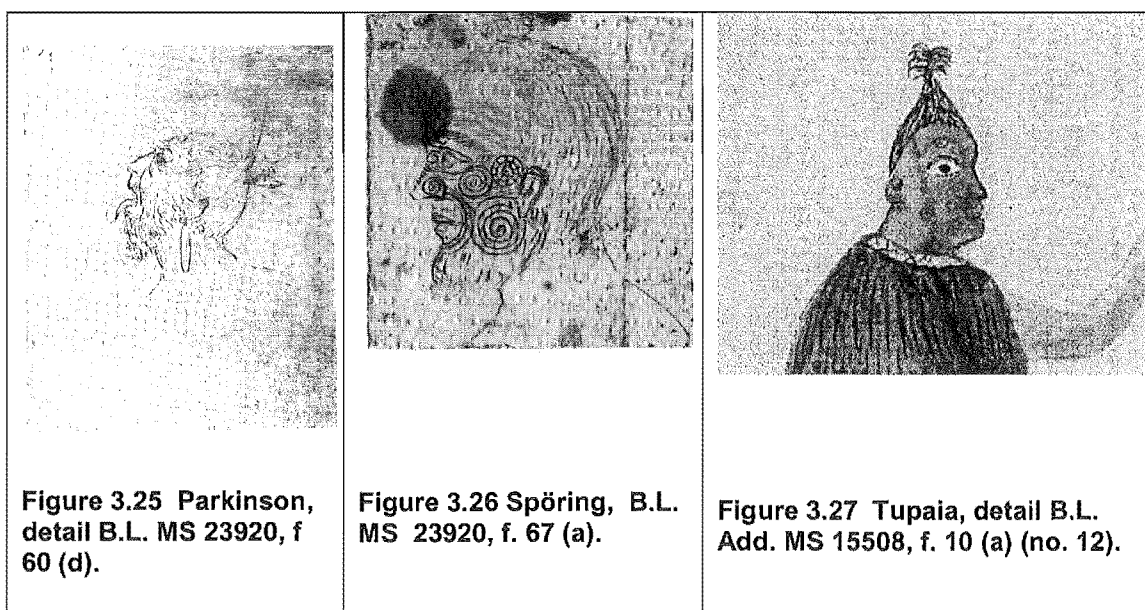 Figure 3.25 Parkinson,
detail B.L. MS 23920, f
60 (d).
Figure 3.26 Spöring, B.L.
MS 23920, f. 67 (a).
Figure 3.27 Tupaia, detail B.L.
Add. MS 15508, f. 10 (a) (no. 12).